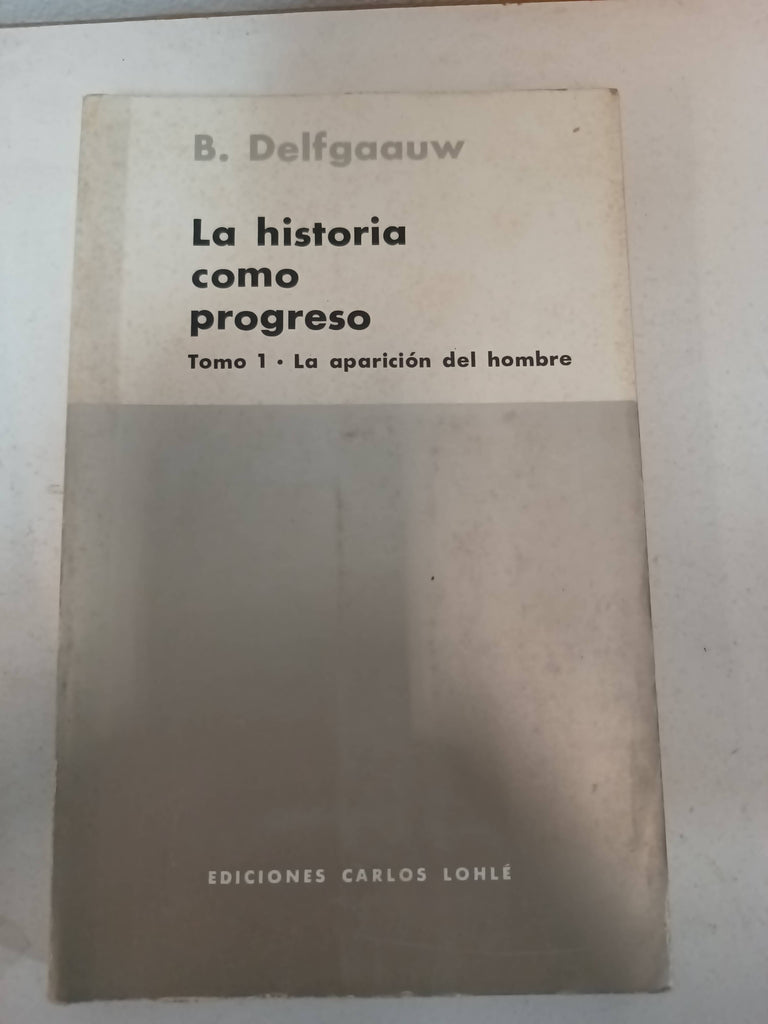 B. Delfgaauw
La historia
como
progreso
Tomo 1 • La aparición del hombre
EDICIONES CARLOS LOHLÉ